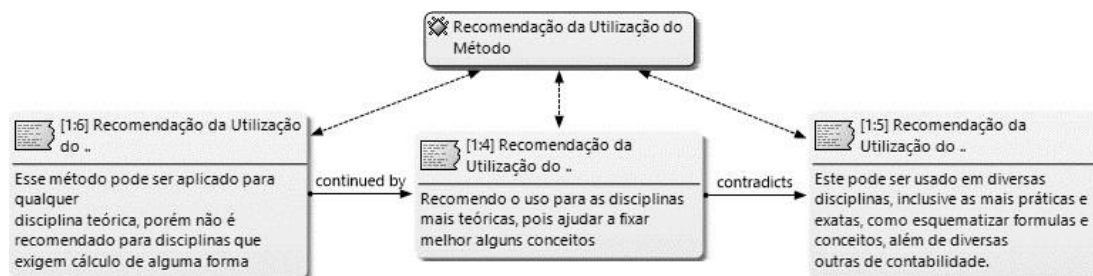 Recomendação da Utilização do
Método
[1:6] Recomendação da Utilização
do ..
Esse método pode ser aplicado para
qualquer
disciplina teórica, porém não é
recomendado para disciplinas que
exigem cálculo de alguma forma
continued by
[1:4] Recomendação da
Utilização do ..
Recomendo o uso para as disciplinas
mais teóricas, pois ajudar a fixar
melhor alguns conceitos
contradicts
[1:5] Recomendação da
Utilização do ..
Este pode ser usado em diversas
disciplinas, inclusive as mais práticas e
exatas, como esquematizar formulas e
conceitos, além de diversas
outras de contabilidade.